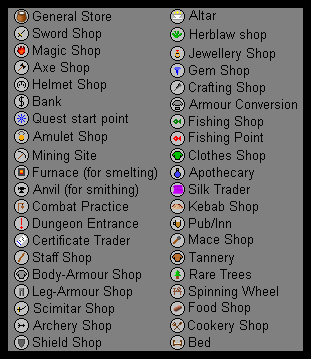 General Store
Sword Shop
Magic Shop
Axe Shop
Helmet Shop
Bank
Quest start point
Amulet Shop
Mining Site
Furnace (for smelting)
Anvil (for smithing)
Combat Practice
Dungeon Entrance
Certificate Trader
Staff Shop
Body-Armour Shop
Leg-Armour Shop
Scimitar Shop
Archery Shop
Shield Shop
Altar
Herblaw shop
Jewellery Shop
Gem Shop
Crafting Shop
Armour Conversion
Fishing Shop
Fishing Point
Clothes Shop
Apothecary
Silk Trader
Kebab Shop
Pub/Inn
Mace Shop
Tannery
Rare Trees
Spinning Wheel
Food Shop
Cookery Shop
Bed